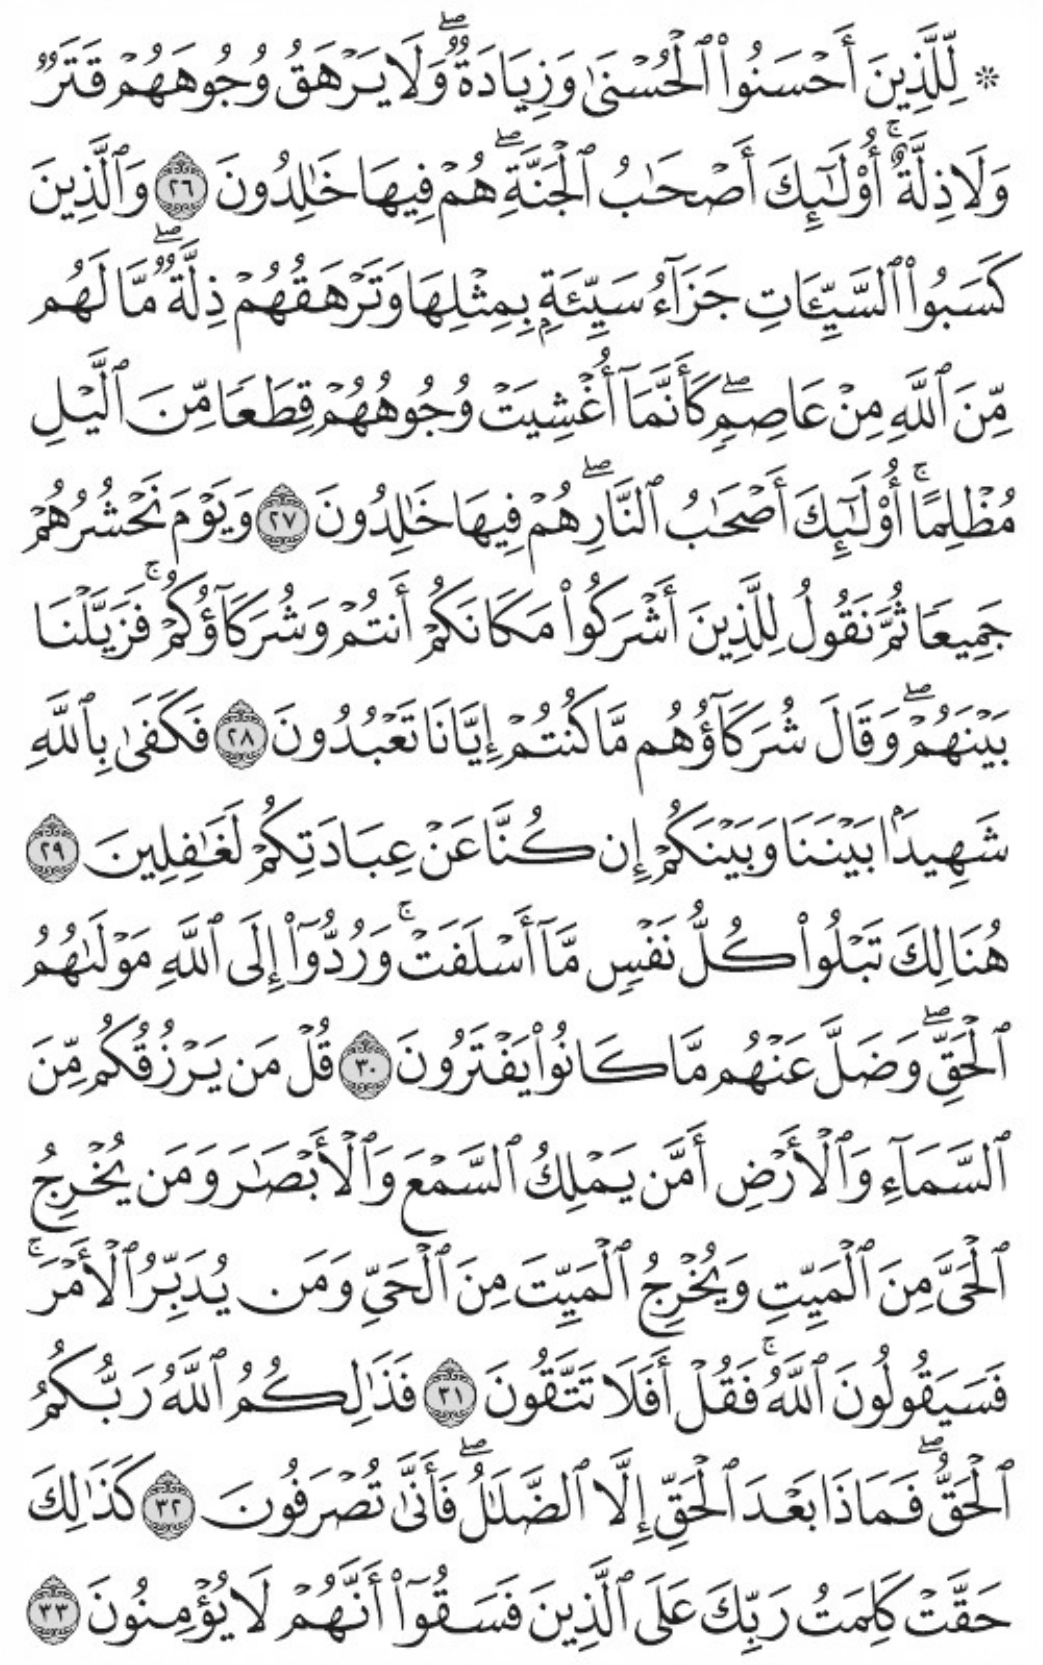 ۞ لِّلَّذِينَ أَحْسَنُوا۟ ٱلْحُسْنَىٰ وَزِيَادَةٌ ۖ وَلَا يَرْهَقُ وُجُوهَهُمْ قَتَرٌ
وَلَا ذِلَّةٌ ۚ أُو۟لَـٰٓئِكَ أَصْحَـٰبُ ٱلْجَنَّةِ ۖ هُمْ فِيهَا خَـٰلِدُونَ ٢٦ وَٱلَّذِينَ
كَسَبُوا۟ ٱلسَّيِّـَٔاتِ جَزَآءُ سَيِّئَةٍۭ بِمِثْلِهَا وَتَرْهَقُهُمْ ذِلَّةٌ ۖ مَّا لَهُم
مِّنَ ٱللَّهِ مِنْ عَاصِمٍ ۖ كَأَنَّمَآ أُغْشِيَتْ وُجُوهُهُمْ قِطَعًا مِّنَ ٱلَّيْلِ
مُظْلِمًا ۚ أُو۟لَـٰٓئِكَ أَصْحَـٰبُ ٱلنَّارِ ۖ هُمْ فِيهَا خَـٰلِدُونَ ٢٧ وَيَوْمَ نَحْشُرُهُمْ
جَمِيعًا ثُمَّ نَقُولُ لِلَّذِينَ أَشْرَكُوا۟ مَكَانَكُمْ أَنتُمْ وَشُرَكَآؤُكُمْ ۚ فَزَيَّلْنَا
بَيْنَهُمْ ۖ وَقَالَ شُرَكَآؤُهُم مَّا كُنتُمْ إِيَّانَا تَعْبُدُونَ ٢٨ فَكَفَىٰ بِٱللَّهِ
شَهِيدًۢا بَيْنَنَا وَبَيْنَكُمْ إِن كُنَّا عَنْ عِبَادَتِكُمْ لَغَـٰفِلِينَ ٢٩
هُنَالِكَ تَبْلُوا۟ كُلُّ نَفْسٍ مَّآ أَسْلَفَتْ ۚ وَرُدُّوٓا۟ إِلَى ٱللَّهِ مَوْلَىٰهُمُ
ٱلْحَقِّ ۖ وَضَلَّ عَنْهُم مَّا كَانُوا۟ يَفْتَرُونَ ٣٠ قُلْ مَن يَرْزُقُكُم مِّنَ
ٱلسَّمَآءِ وَٱلْأَرْضِ أَمَّن يَمْلِكُ ٱلسَّمْعَ وَٱلْأَبْصَـٰرَ وَمَن يُخْرِجُ
ٱلْحَىَّ مِنَ ٱلْمَيِّتِ وَيُخْرِجُ ٱلْمَيِّتَ مِنَ ٱلْحَىِّ وَمَن يُدَبِّرُ ٱلْأَمْرَ ۚ
فَسَيَقُولُونَ ٱللَّهُ ۚ فَقُلْ أَفَلَا تَتَّقُونَ ٣١ فَذَٰلِكُمُ ٱللَّهُ رَبُّكُمُ
ٱلْحَقُّ ۖ فَمَاذَا بَعْدَ ٱلْحَقِّ إِلَّا ٱلضَّلَـٰلُ ۖ فَأَنَّىٰ تُصْرَفُونَ ٣٢ كَذَٰلِكَ
حَقَّتْ كَلِمَتُ رَبِّكَ عَلَى ٱلَّذِينَ فَسَقُوٓا۟ أَنَّهُمْ لَا يُؤْمِنُونَ ٣٣